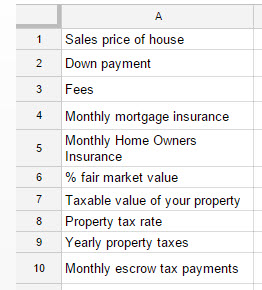 A
1 Sales price of house
2 Down payment
3 Fees
4 Monthly mortgage insurance
5 Monthly Home Owners
Insurance
6 % fair market value
7 Taxable value of your property
8 Property tax rate
9 Yearly property taxes
10 Monthly escrow tax payments